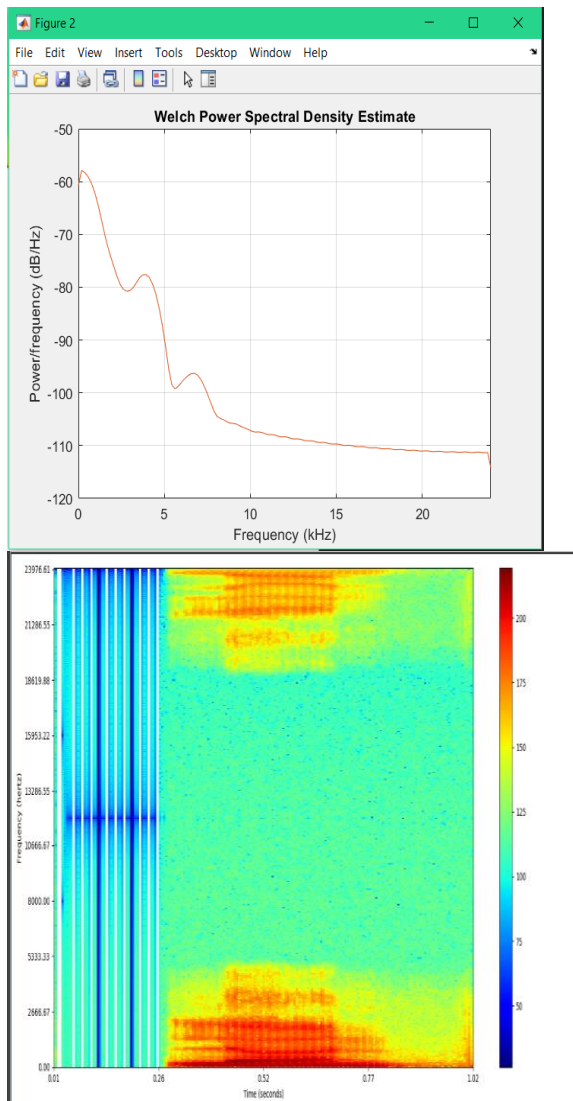 Figure 2
File Edit View Insert Tools Desktop Window Help
Welch Power Spectral Density Estimate
Power/frequency (dB/Hz)
-50
-60
-70
-80
-90
-100
-110
-120
0 5 10 15 20
Frequency (kHz)
Frequency (hertz)
23976.61
21286.55
18619.88
15953.22
13286.55
10666.67
8000.00
5333.33
2666.67
0.00
0.01 0.26 0.52 0.77 1.02
Time (seconds)
200
175
150
125
100
75
50